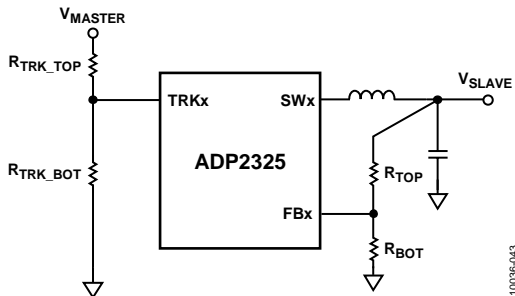 VMASTER
RTRK_TOP
TRKx
SWx
VSLAVE
RTRK_BOT
ADP2325
RTOP
FBx
RBOT
10036-043